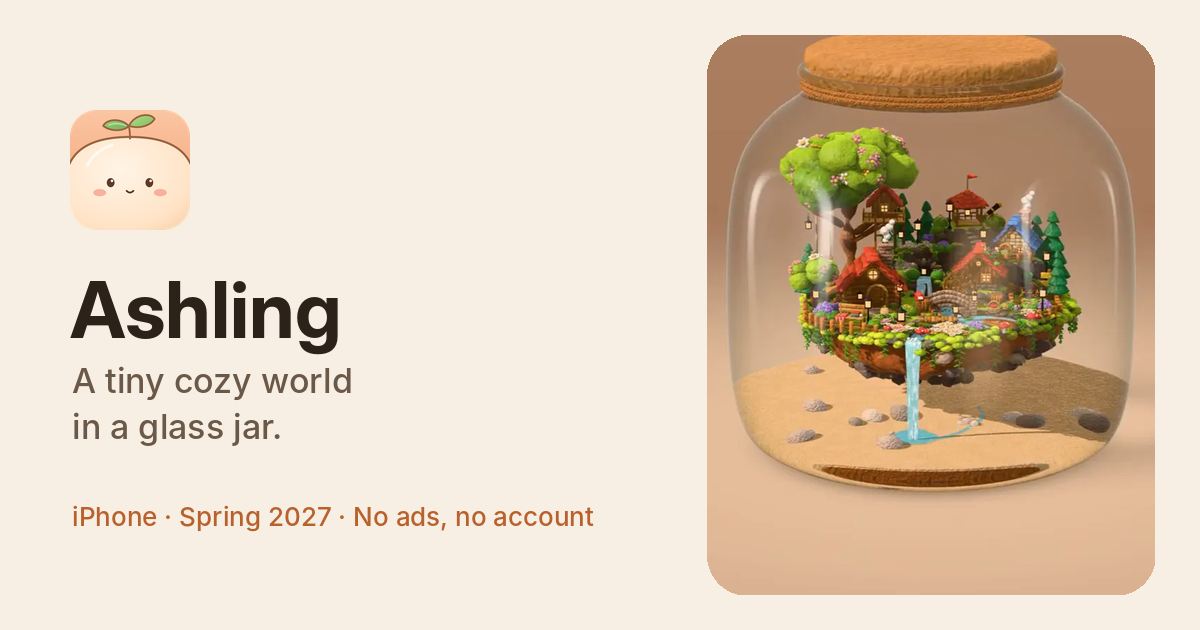 Ashling
A tiny cozy world
in a glass jar.
iPhone · Spring 2027 · No ads, no account